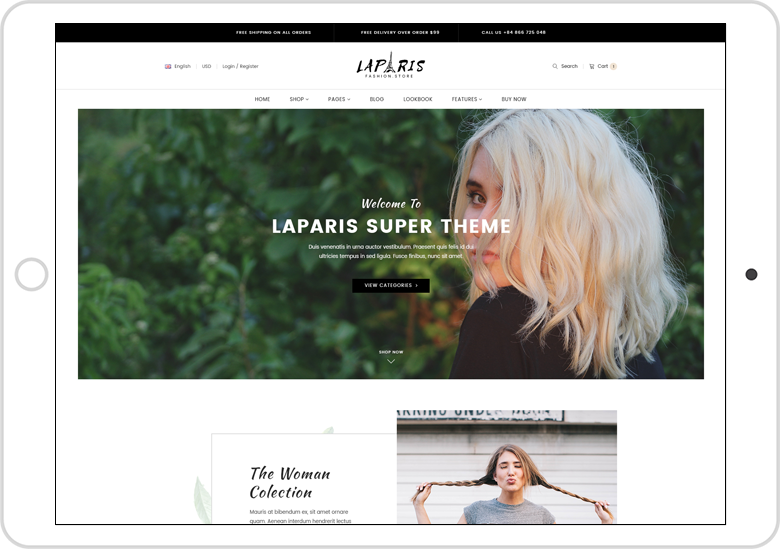 FREE SHIPPING ON ALL ORDERS
FREE DELIVERY OVER ORDER $99
CALL US +84 866 725 048
English
USD
Login / Register
LAPARIS
FASHION.STORE
Search
Cart
HOME
SHOP
PAGES
BLOG
LOOKBOOK
FEATURES
BUY NOW
Welcome To
LAPARIS SUPER THEME
Duis venenatis in urna auctor vestibulum. Praesent quis felis id dui
ultricies tempus in sed ligula. Fusce finibus, nunc sit amet
VIEW CATEGORIES
SHOP NOW
The Woman
Colection
Mauris at bibendum ex, sit amet ornare
quam. Aenean interdum hendrerit lectus